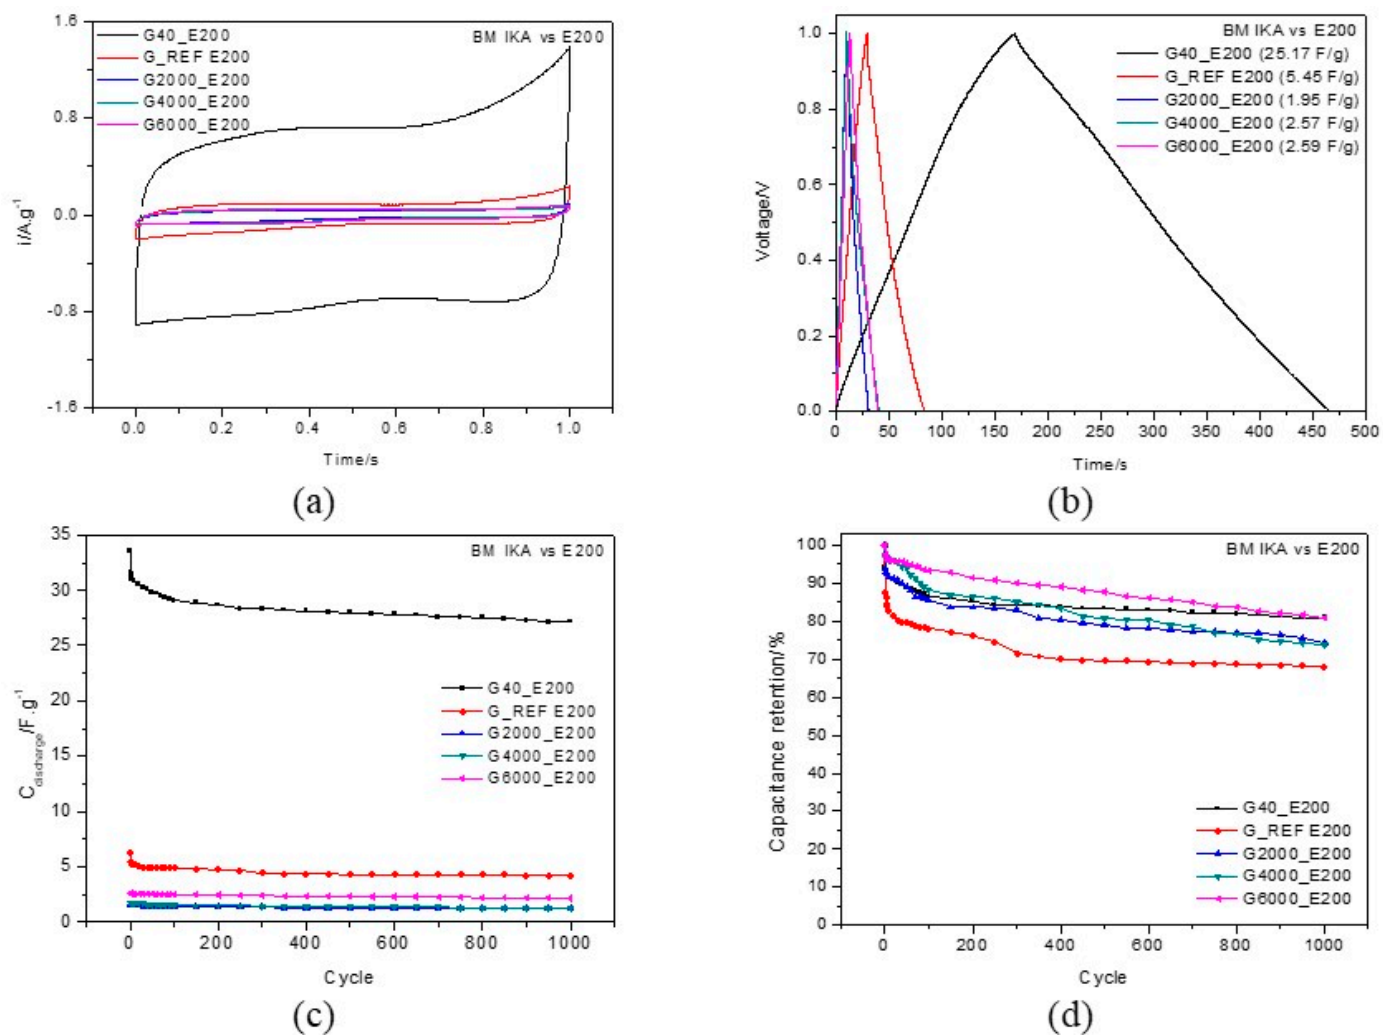 BM IKA vs E200
G40_E200
G_REF E200
G2000_E200
G4000_E200
G6000_E200
1.6
0.8
0.0
-0.8
-1.6
i/A.g-1
0.0 0.2 0.4 0.6 0.8 1.0
Time/s
(a)
BM IKA vs E200
G40_E200 (25.17 F/g)
G_REF E200 (5.45 F/g)
G2000_E200 (1.95 F/g)
G4000_E200 (2.57 F/g)
G6000_E200 (2.59 F/g)
1.0
0.8
0.6
0.4
0.2
0.0
Voltage/V
0 50 100 150 200 250 300 350 400 450 500
Time/s
(b)
BM IKA vs E200
35
30
25
20
15
10
5
0
Cdischarge/F.g-1
G40_E200
G_REF E200
G2000_E200
G4000_E200
G6000_E200
0 200 400 600 800 1000
Cycle
(c)
BM IKA vs E200
100
90
80
70
60
50
40
30
20
10
0
Capacitance retention/%
G40_E200
G_REF E200
G2000_E200
G4000_E200
G6000_E200
0 200 400 600 800 1000
Cycle
(d)